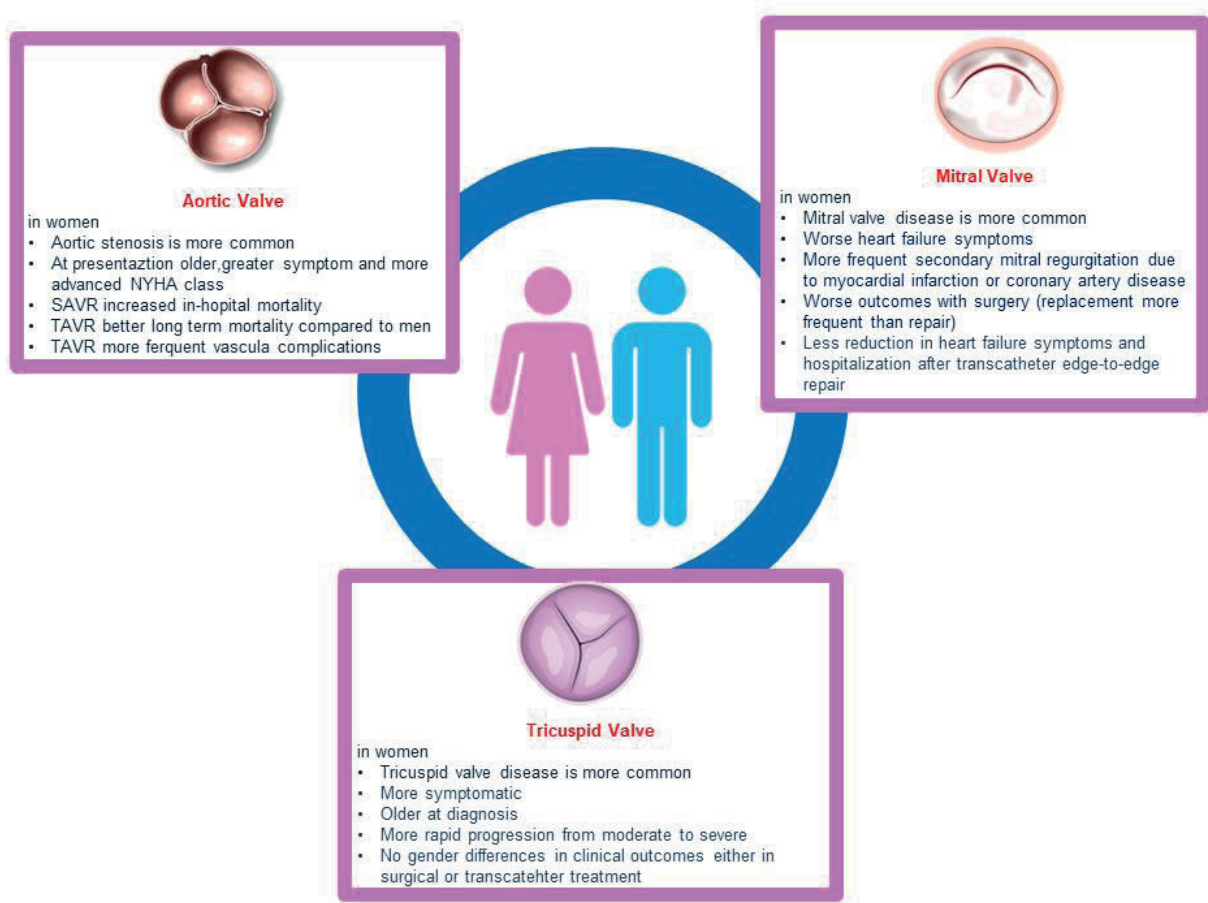 Aortic Valve
in women
• Aortic stenosis is more common
• At presentaztion older,greater symptom and more
advanced NYHA class
• SAVR increased in-hopital mortality
• TAVR better long term mortality compared to men
• TAVR more ferquent vascula complications
Mitral Valve
in women
• Mitral valve disease is more common
• Worse heart failure symptoms
• More frequent secondary mitral regurgitation due
to myocardial infarction or coronary artery disease
• Worse outcomes with surgery (replacement more
frequent than repair)
• Less reduction in heart failure symptoms and
hospitalization after transcatheter edge-to-edge
repair
Tricuspid Valve
in women
• Tricuspid valve disease is more common
• More symptomatic
• Older at diagnosis
• More rapid progression from moderate to severe
• No gender differences in clinical outcomes either in
surgical or transcatehter treatment